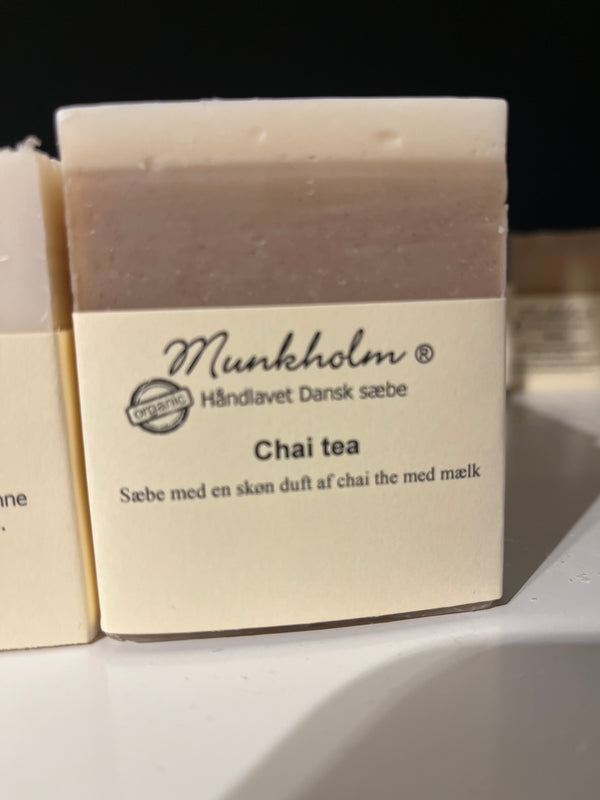 Munkholm ®
organic
Håndlavet Dansk sæbe
Chai tea
Sæbe med en skøn duft af chai the med mælk